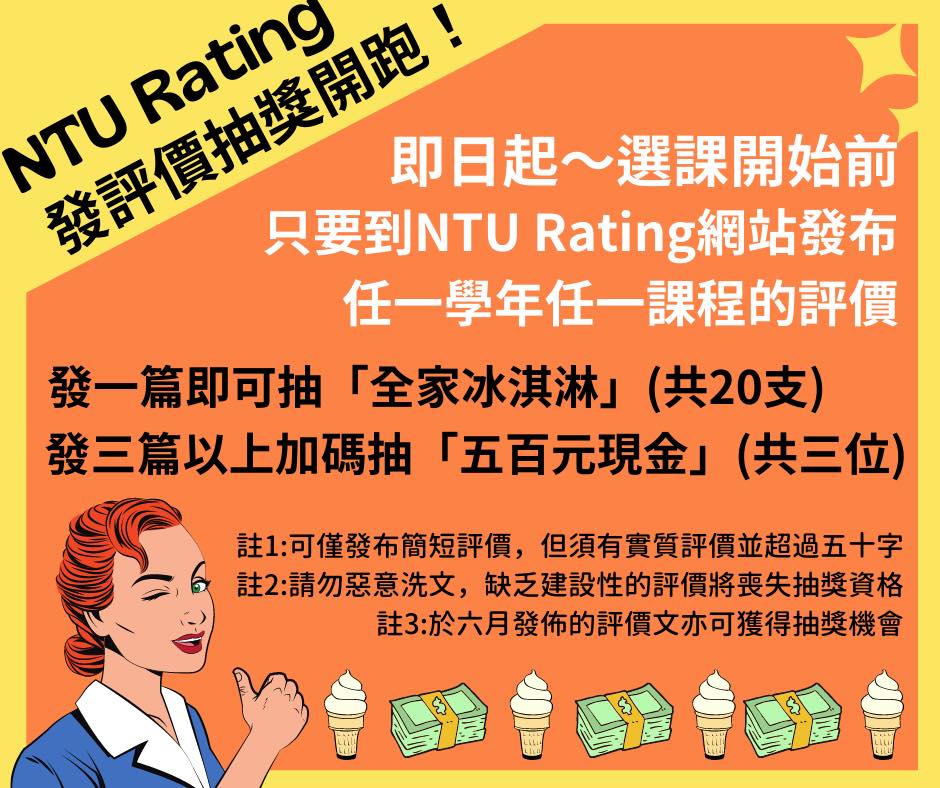 NTU Rating
發評價抽獎開跑！
即日起～選課開始前
只要到NTU Rating網站發布
任一學年任一課程的評價
發一篇即可抽「全家冰淇淋」(共20支)
發三篇以上加碼抽「五百元現金」(共三位)
註1:可僅發布簡短評價，但須有實質評價並超過五十字
註2:請勿惡意洗文，缺乏建設性的評價將喪失抽獎資格
註3:於六月發佈的評價文亦可獲得抽獎機會